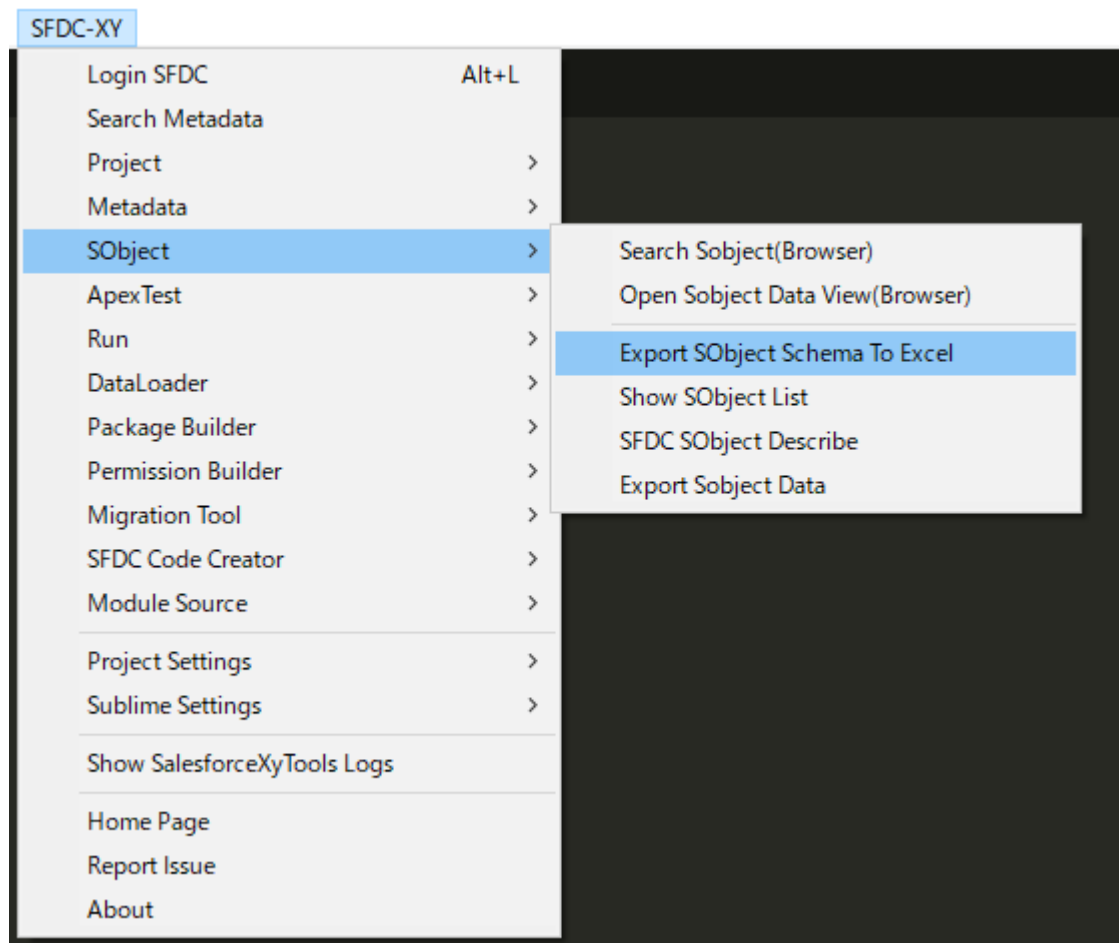 SFDC-XY
Login SFDC Alt+L
Search Metadata
Project
Metadata
SObject
ApexTest
Run
DataLoader
Package Builder
Permission Builder
Migration Tool
SFDC Code Creator
Module Source
Project Settings
Sublime Settings
Show SalesforceXyTools Logs
Home Page
Report Issue
About
Search Sobject(Browser)
Open Sobject Data View(Browser)
Export SObject Schema To Excel
Show SObject List
SFDC SObject Describe
Export Sobject Data